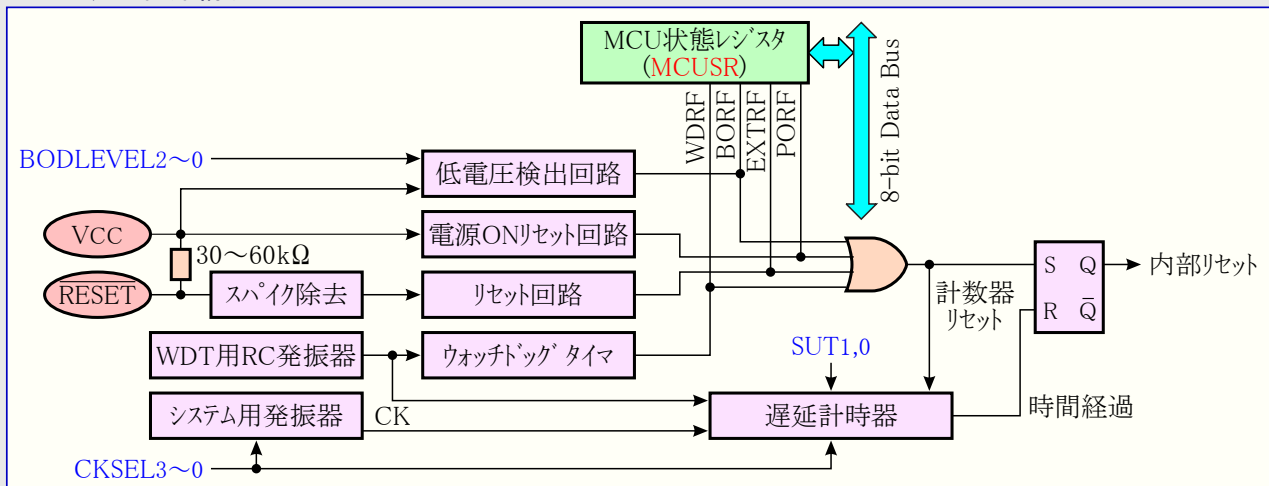 MCU状態レジスタ
(MCUSR)
8-bit Data Bus
WDRF
BORF
EXTRF
PORF
BODLEVEL2～0
低電圧検出回路
VCC
電源ONリセット回路
30～60kΩ
RESET
スパイク除去
リセット回路
WDT用RC発振器
ウォッチドッグ タイマ
システム用発振器
CK
CKSEL3～0
SUT1,0
遅延計時器
計数器
リセット
時間経過
S Q
R Q̄
内部リセット